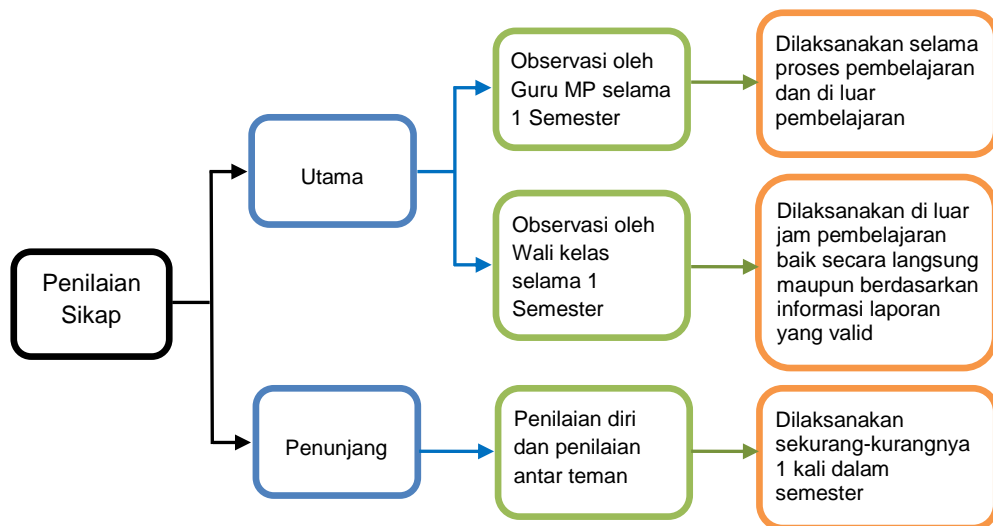 Penilaian
Sikap
Utama
Observasi oleh
Guru MP selama
1 Semester
Dilaksanakan selama
proses pembelajaran
dan di luar
pembelajaran
Observasi oleh
Wali kelas
selama 1
Semester
Dilaksanakan di luar
jam pembelajaran
baik secara langsung
maupun berdasarkan
informasi laporan
yang valid
Penunjang
Penilaian diri
dan penilaian
antar teman
Dilaksanakan
sekurang-kurangnya
1 kali dalam
semester